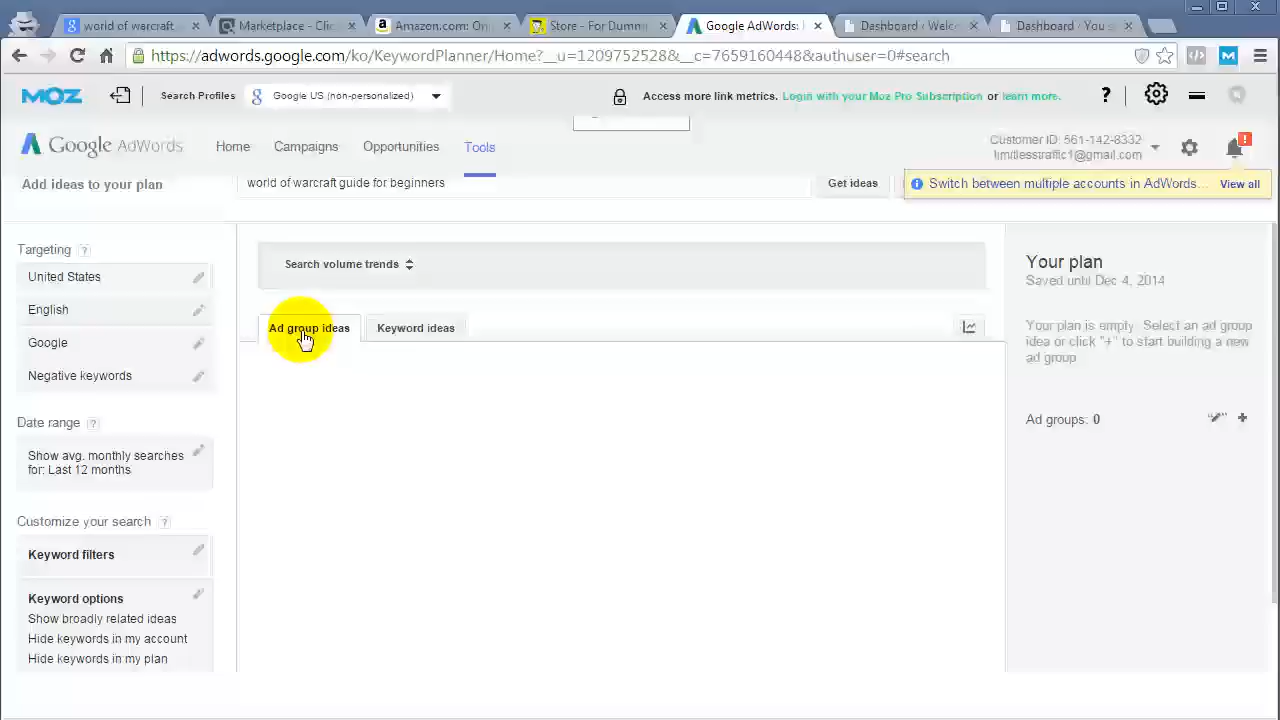 world of warcraft
Marketplace - Clic
Amazon.com: On
Store - For Dumm
Google AdWords:
Dashboard ‹ Welc
Dashboard ‹ You s
https://adwords.google.com/ko/KeywordPlanner/Home?__u=1209752528&__c=7659160448&authuser=0#search
MOZ
Search Profiles
Google US (non-personalized)
Access more link metrics. Login with your Moz Pro Subscription or learn more.
?
Google AdWords
Home
Campaigns
Opportunities
Tools
Customer ID: 561-142-8332
limitlesstraffic1@gmail.com
Add ideas to your plan
world of warcraft guide for beginners
Get ideas
Switch between multiple accounts in AdWords...
View all
Targeting ?
United States
English
Google
Negative keywords
Date range ?
Show avg. monthly searches
for: Last 12 months
Customize your search ?
Keyword filters
Keyword options
Show broadly related ideas
Hide keywords in my account
Hide keywords in my plan
Search volume trends
Ad group ideas
Keyword ideas
Your plan
Saved until Dec 4, 2014
Your plan is empty. Select an ad group
idea or click "+" to start building a new
ad group
Ad groups: 0